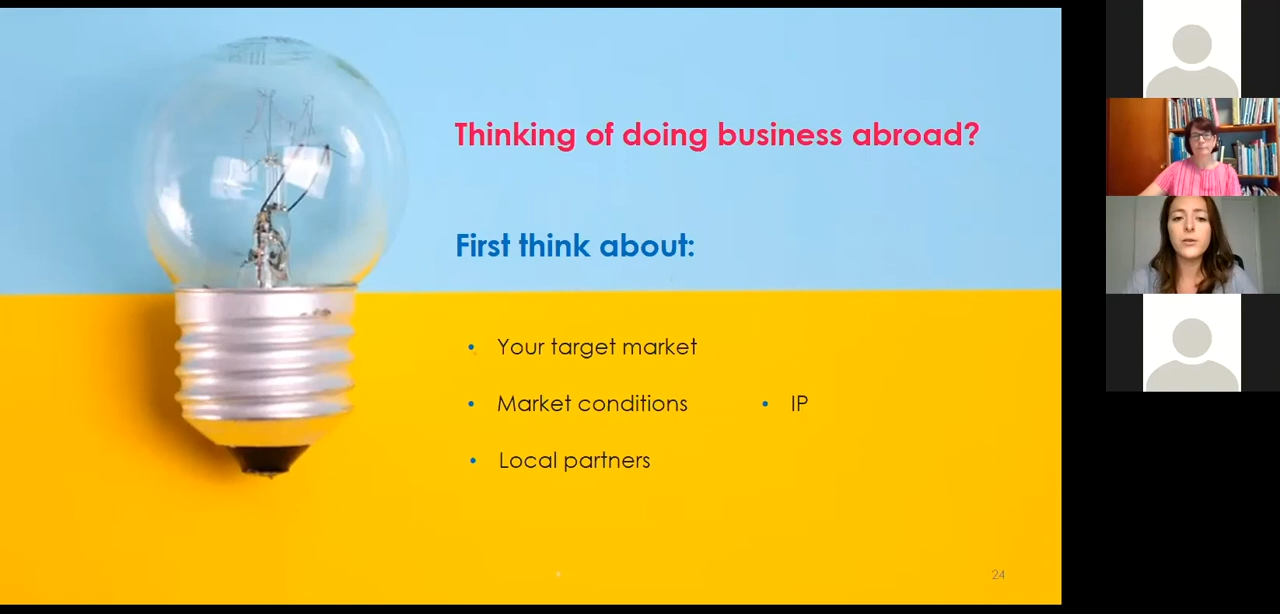 Thinking of doing business abroad?
First think about:
• Your target market
• Market conditions
• IP
• Local partners
24